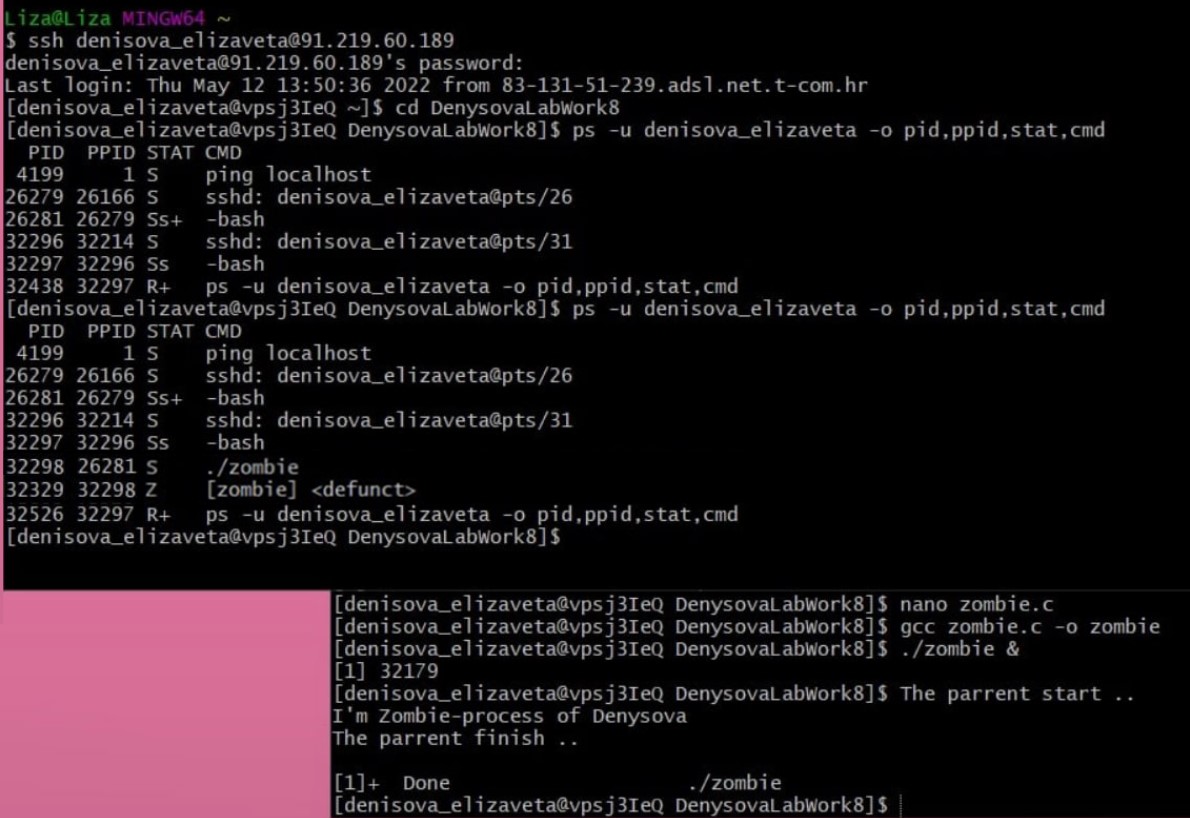 Liza@Liza MINGW64 ~
$ ssh denisova_elizaveta@91.219.60.189
denisova_elizaveta@91.219.60.189's password:
Last login: Thu May 12 13:50:36 2022 from 83-131-51-239.adsl.net.t-com.hr
[denisova_elizaveta@vpsj3IeQ ~]$ cd DenysovaLabWork8
[denisova_elizaveta@vpsj3IeQ DenysovaLabWork8]$ ps -u denisova_elizaveta -o pid,ppid,stat,cmd
  PID  PPID STAT CMD
 4199     1 S    ping localhost
26279 26166 S    sshd: denisova_elizaveta@pts/26
26281 26279 Ss+  -bash
32296 32214 S    sshd: denisova_elizaveta@pts/31
32297 32296 Ss   -bash
32438 32297 R+   ps -u denisova_elizaveta -o pid,ppid,stat,cmd
[denisova_elizaveta@vpsj3IeQ DenysovaLabWork8]$ ps -u denisova_elizaveta -o pid,ppid,stat,cmd
  PID  PPID STAT CMD
 4199     1 S    ping localhost
26279 26166 S    sshd: denisova_elizaveta@pts/26
26281 26279 Ss+  -bash
32296 32214 S    sshd: denisova_elizaveta@pts/31
32297 32296 Ss   -bash
32298 26281 S    ./zombie
32329 32298 Z    [zombie] <defunct>
32526 32297 R+   ps -u denisova_elizaveta -o pid,ppid,stat,cmd
[denisova_elizaveta@vpsj3IeQ DenysovaLabWork8]$
[denisova_elizaveta@vpsj3IeQ DenysovaLabWork8]$ nano zombie.c
[denisova_elizaveta@vpsj3IeQ DenysovaLabWork8]$ gcc zombie.c -o zombie
[denisova_elizaveta@vpsj3IeQ DenysovaLabWork8]$ ./zombie &
[1] 32179
[denisova_elizaveta@vpsj3IeQ DenysovaLabWork8]$ The parrent start ..
I'm Zombie-process of Denysova
The parrent finish ..
[1]+  Done                    ./zombie
[denisova_elizaveta@vpsj3IeQ DenysovaLabWork8]$